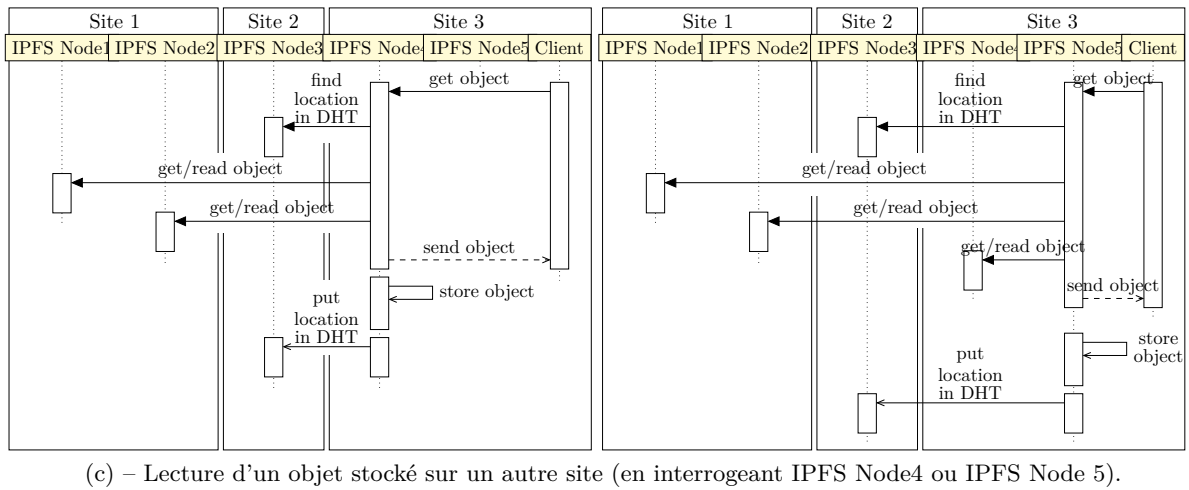 Site 1 Site 2 Site 3
IPFS Node1 IPFS Node2 IPFS Node3 IPFS Node4 IPFS Node5 Client
get object
find
location
in DHT
get/read object
get/read object
send object
store object
put
location
in DHT
Site 1 Site 2 Site 3
IPFS Node1 IPFS Node2 IPFS Node3 IPFS Node4 IPFS Node5 Client
get object
find
location
in DHT
get/read object
get/read object
get/read object
send object
store
object
put
location
in DHT
(c) – Lecture d'un objet stocké sur un autre site (en interrogeant IPFS Node4 ou IPFS Node 5).